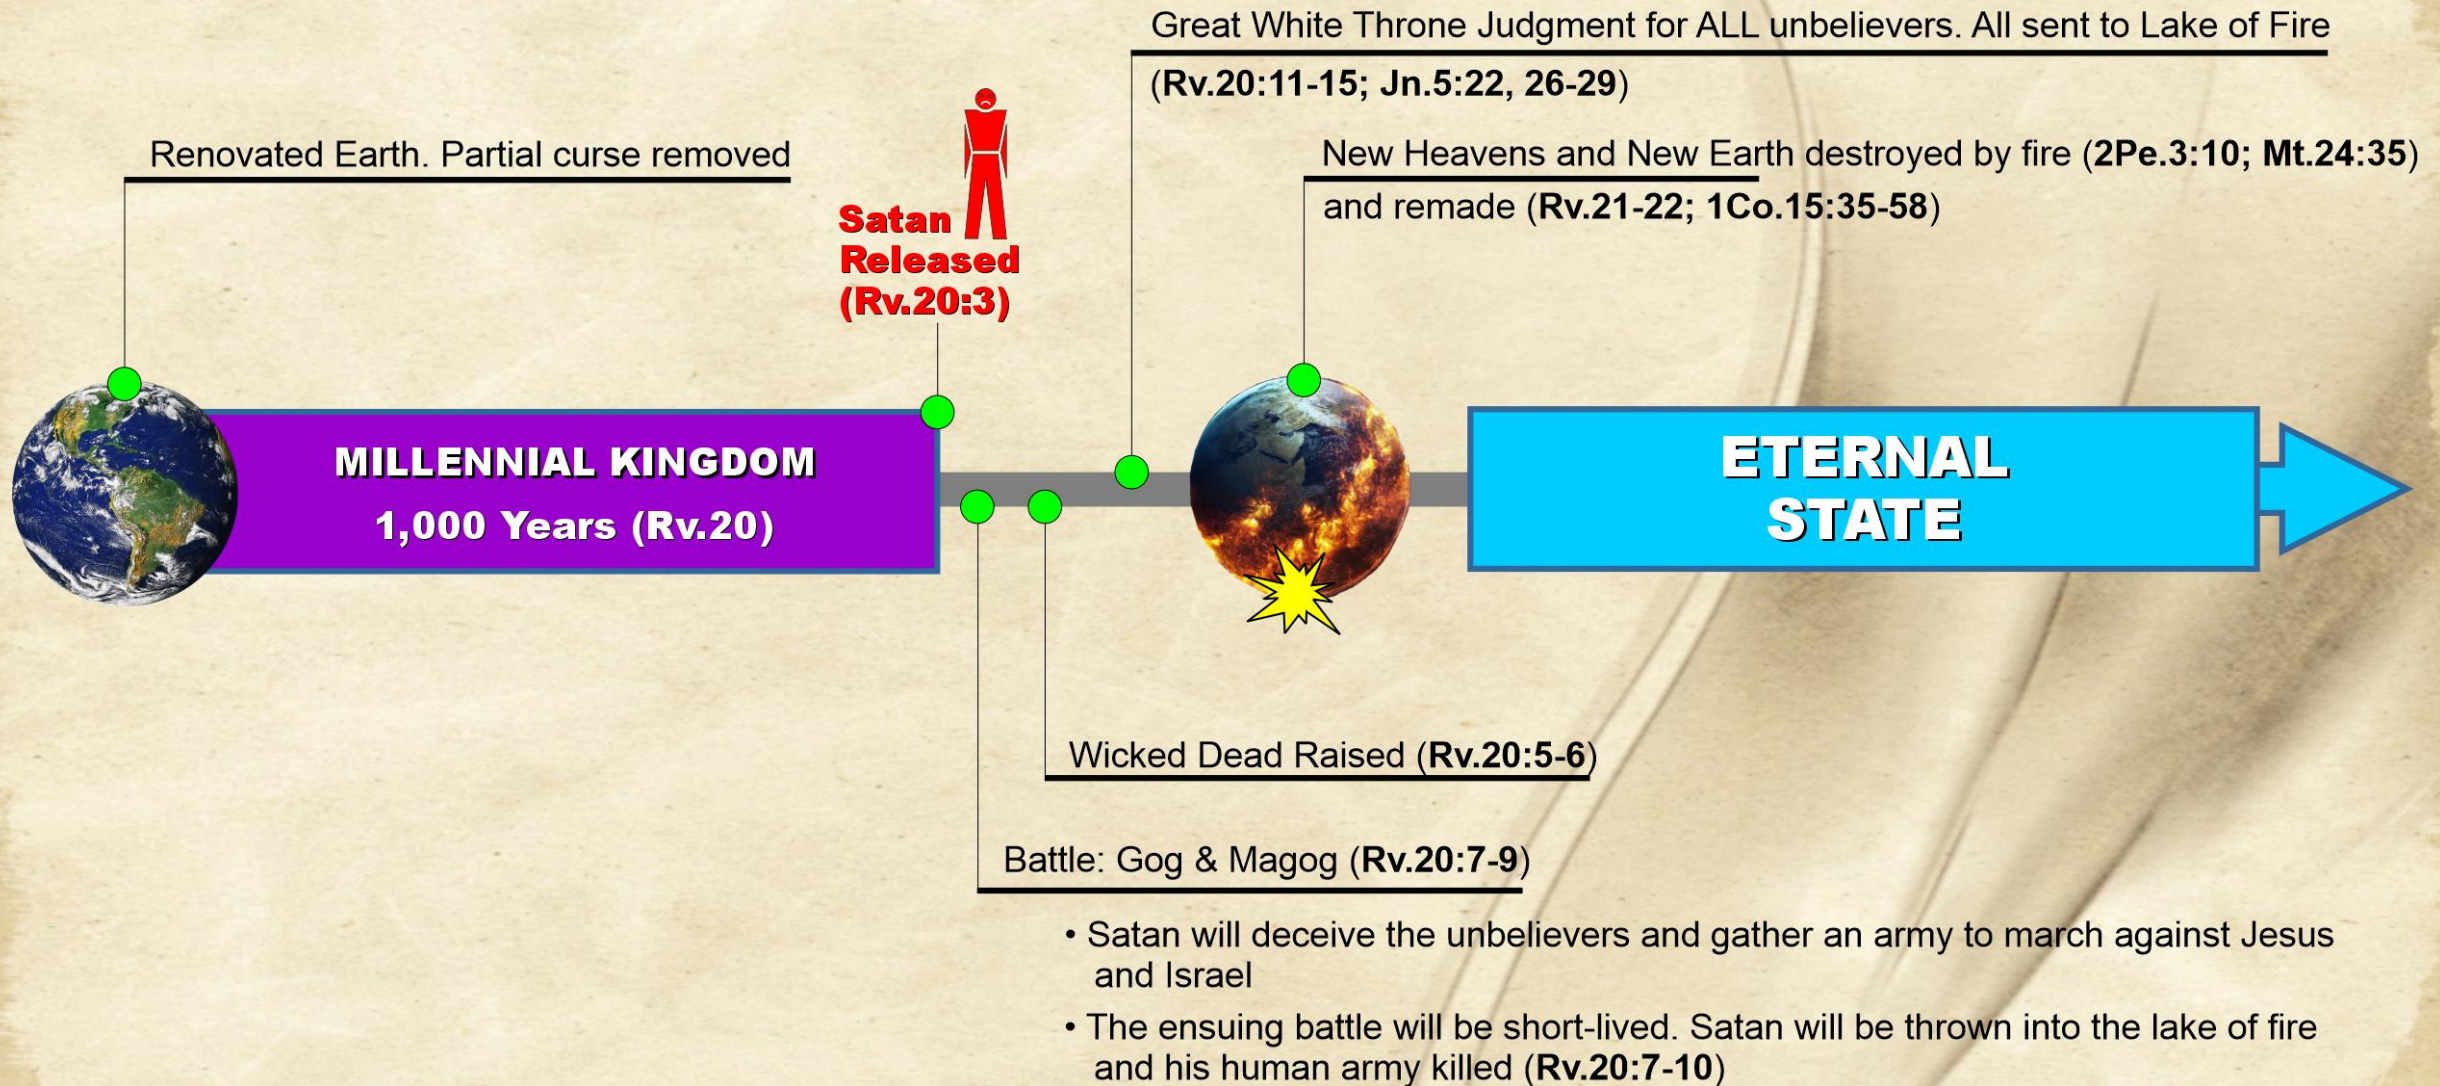 Great White Throne Judgment for ALL unbelievers. All sent to Lake of Fire
(Rv.20:11-15; Jn.5:22, 26-29)
Renovated Earth. Partial curse removed
New Heavens and New Earth destroyed by fire (2Pe.3:10; Mt.24:35)
and remade (Rv.21-22; 1Co.15:35-58)
Satan
Released
(Rv.20:3)
MILLENNIAL KINGDOM
1,000 Years (Rv.20)
ETERNAL
STATE
Wicked Dead Raised (Rv.20:5-6)
Battle: Gog & Magog (Rv.20:7-9)
• Satan will deceive the unbelievers and gather an army to march against Jesus
and Israel
• The ensuing battle will be short-lived. Satan will be thrown into the lake of fire
and his human army killed (Rv.20:7-10)